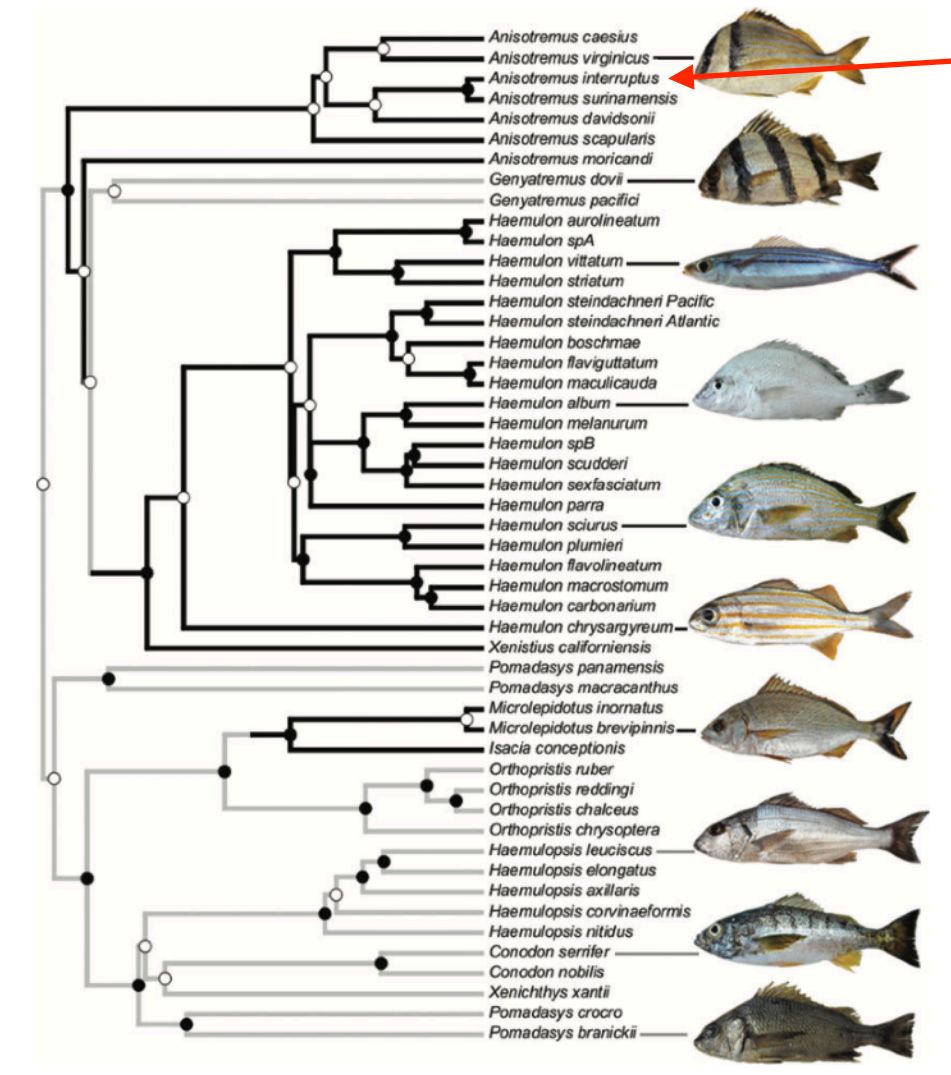 Anisotremus caesius
Anisotremus virginicus
Anisotremus interruptus
Anisotremus surinamensis
Anisotremus davidsonii
Anisotremus scapularis
Anisotremus moricandi
Genyatremus dovii
Genyatremus pacifici
Haemulon aurolineatum
Haemulon spA
Haemulon vittatum
Haemulon striatum
Haemulon steindachneri Pacific
Haemulon steindachneri Atlantic
Haemulon boschmae
Haemulon flaviguttatum
Haemulon maculicauda
Haemulon album
Haemulon melanurum
Haemulon spB
Haemulon scudderi
Haemulon sexfasciatum
Haemulon parra
Haemulon sciurus
Haemulon plumieri
Haemulon flavolineatum
Haemulon macrostomum
Haemulon carbonarium
Haemulon chrysargyreum
Xenistius californiensis
Pomadasys panamensis
Pomadasys macracanthus
Microlepidotus inornatus
Microlepidotus brevipinnis
Isacia conceptionis
Orthopristis ruber
Orthopristis reddingi
Orthopristis chalceus
Orthopristis chrysoptera
Haemulopsis leuciscus
Haemulopsis elongatus
Haemulopsis axillaris
Haemulopsis corvinaeformis
Haemulopsis nitidus
Conodon serrifer
Conodon nobilis
Xenichthys xantii
Pomadasys crocro
Pomadasys branickii